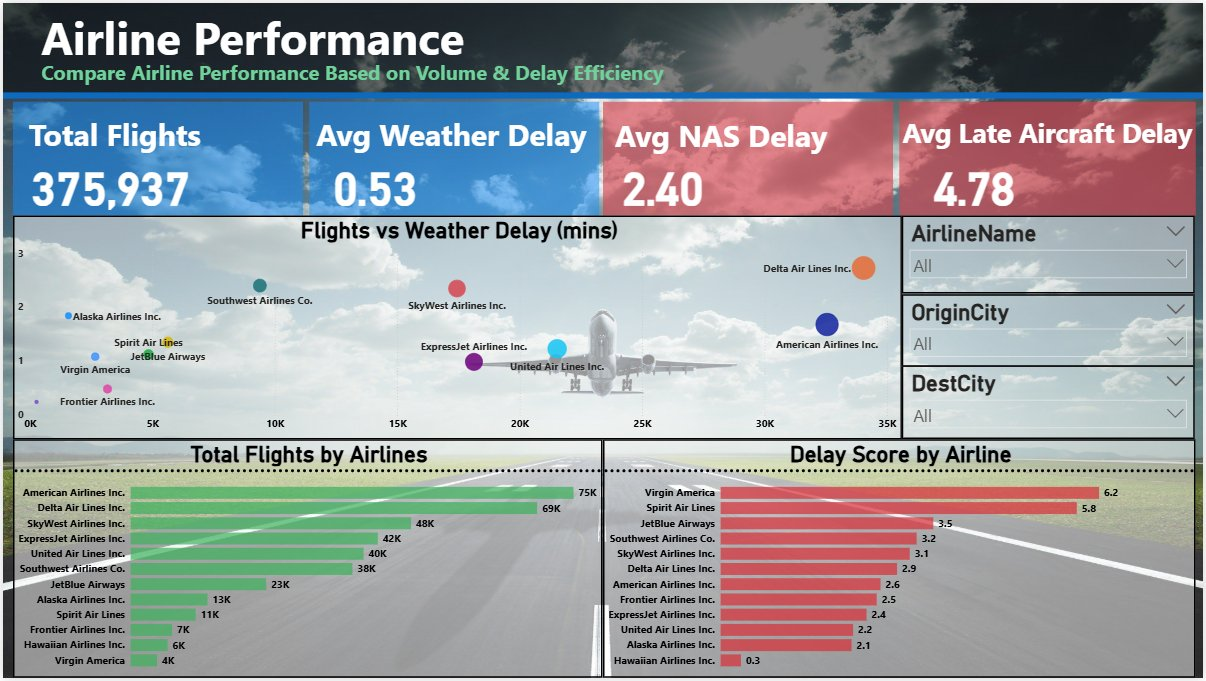 Airline Performance
Compare Airline Performance Based on Volume & Delay Efficiency
Total Flights
375,937
Avg Weather Delay
0.53
Avg NAS Delay
2.40
Avg Late Aircraft Delay
4.78
Flights vs Weather Delay (mins)
3
2
1
0
Delta Air Lines Inc.
Southwest Airlines Co.
SkyWest Airlines Inc.
Alaska Airlines Inc.
American Airlines Inc.
Spirit Air Lines
JetBlue Airways
ExpressJet Airlines Inc.
United Air Lines Inc.
Virgin America
Frontier Airlines Inc.
0K 5K 10K 15K 20K 25K 30K 35K
AirlineName
All
OriginCity
All
DestCity
All
Total Flights by Airlines
American Airlines Inc. 75K
Delta Air Lines Inc. 69K
SkyWest Airlines Inc. 48K
ExpressJet Airlines Inc. 42K
United Air Lines Inc. 40K
Southwest Airlines Co. 38K
JetBlue Airways 23K
Alaska Airlines Inc. 13K
Spirit Air Lines 11K
Frontier Airlines Inc. 7K
Hawaiian Airlines Inc. 6K
Virgin America 4K
Delay Score by Airline
Virgin America 6.2
Spirit Air Lines 5.8
JetBlue Airways 3.5
Southwest Airlines Co. 3.2
SkyWest Airlines Inc. 3.1
Delta Air Lines Inc. 2.9
American Airlines Inc. 2.6
Frontier Airlines Inc. 2.5
ExpressJet Airlines Inc. 2.4
United Air Lines Inc. 2.2
Alaska Airlines Inc. 2.1
Hawaiian Airlines Inc. 0.3